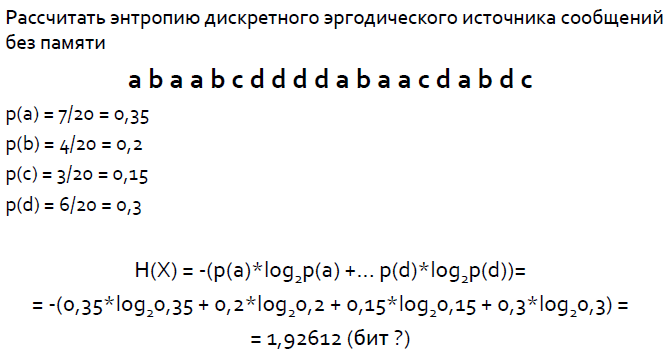 Рассчитать энтропию дискретного эргодического источника сообщений
без памяти
a b a a b c d d d d a b a a c d a b d c
p(a) = 7/20 = 0,35
p(b) = 4/20 = 0,2
p(c) = 3/20 = 0,15
p(d) = 6/20 = 0,3
H(X) = -(p(a)*log₂p(a) +... p(d)*log₂p(d))=
= -(0,35*log₂0,35 + 0,2*log₂0,2 + 0,15*log₂0,15 + 0,3*log₂0,3) =
= 1,92612 (бит ?)